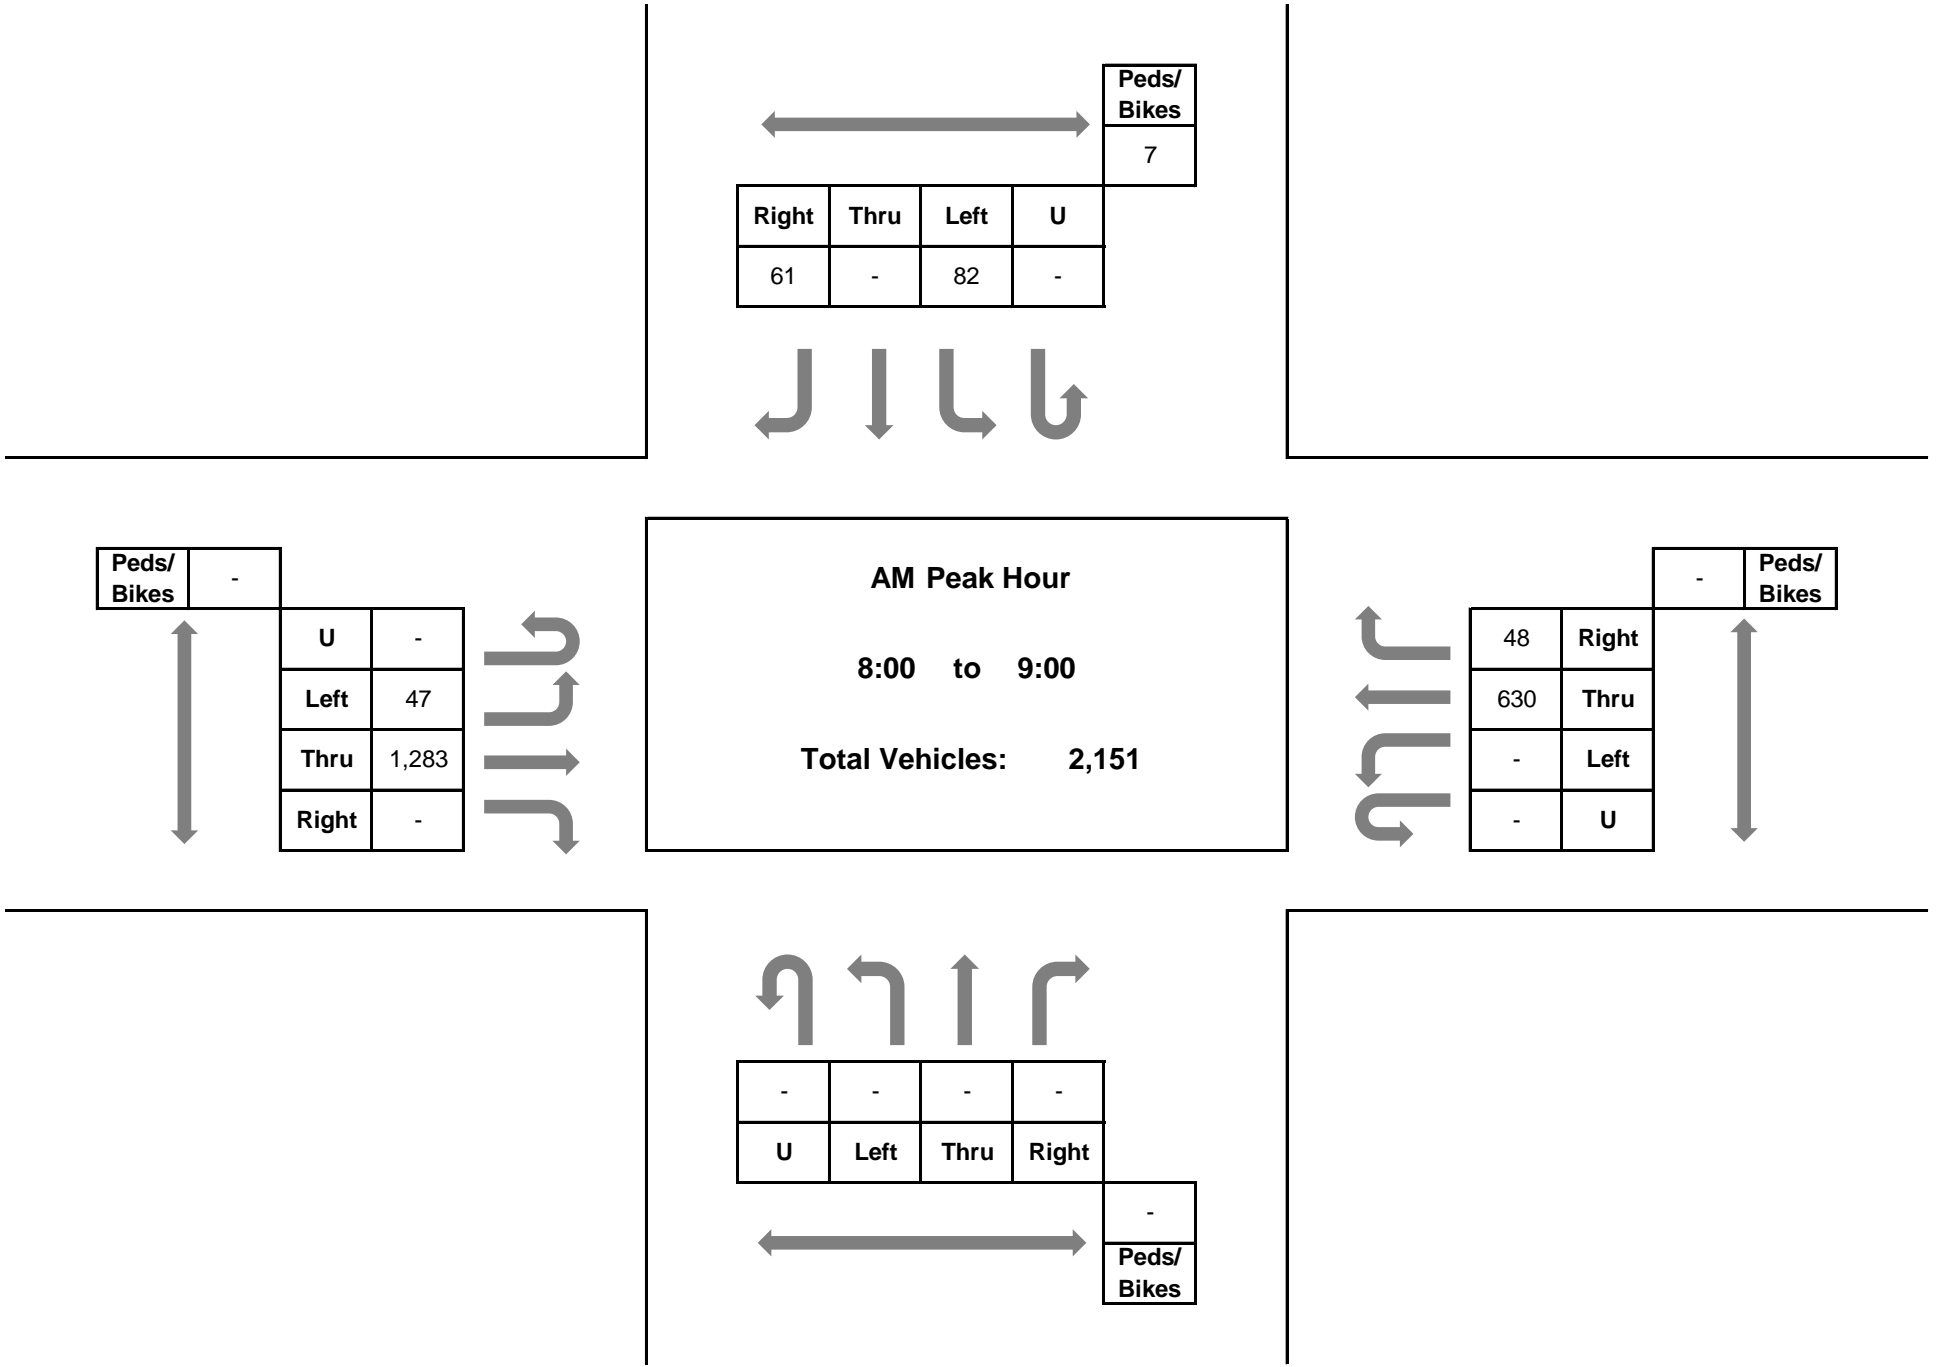 Peds/
Bikes
7
Right Thru Left U
61 - 82 -
Peds/
Bikes
-
U -
Left 47
Thru 1,283
Right -
AM Peak Hour
8:00 to 9:00
Total Vehicles: 2,151
- Peds/
Bikes
48 Right
630 Thru
- Left
- U
- - - -
U Left Thru Right
-
Peds/
Bikes